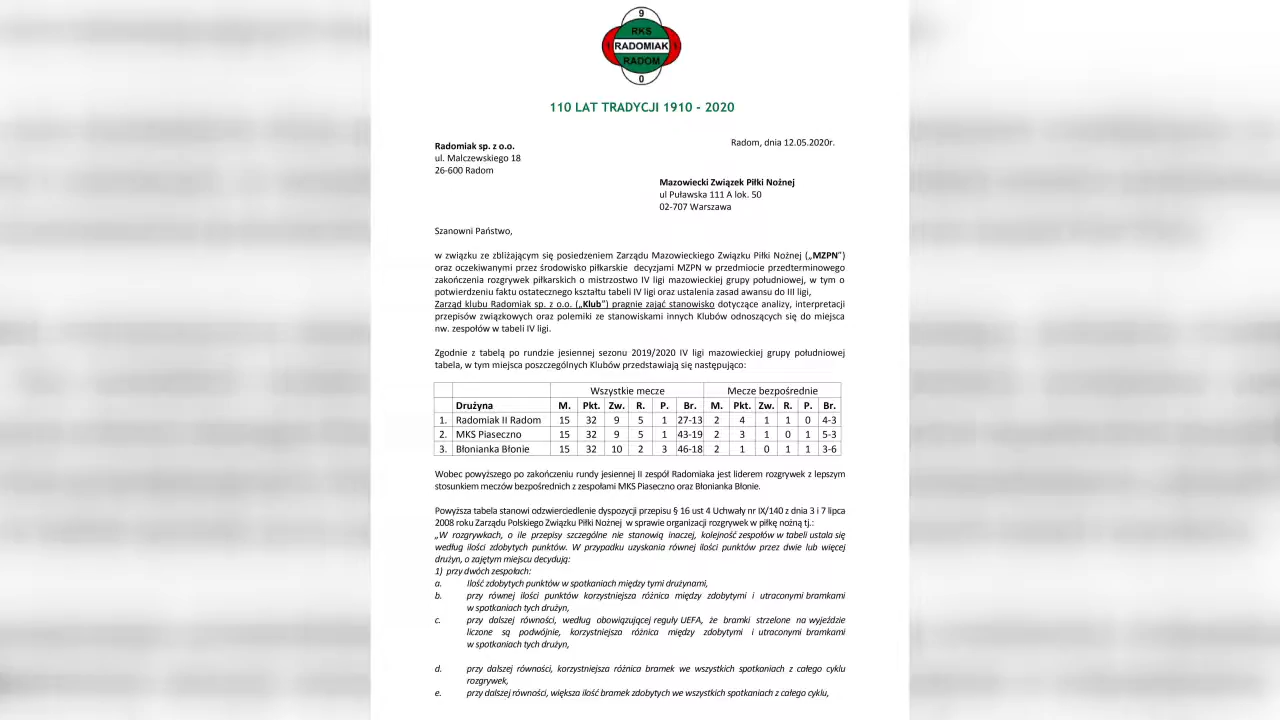 9
RKS
1 RADOMIAK 1
RADOM
0
110 LAT TRADYCJI 1910 - 2020
Radom, dnia 12.05.2020r.
Radomiak sp. z o.o.
ul. Malczewskiego 18
26-600 Radom
Mazowiecki Związek Piłki Nożnej
ul Puławska 111 A lok. 50
02-707 Warszawa
Szanowni Państwo,
w związku ze zbliżającym się posiedzeniem Zarządu Mazowieckiego Związku Piłki Nożnej („MZPN”)
oraz oczekiwanymi przez środowisko piłkarskie decyzjami MZPN w przedmiocie przedterminowego
zakończenia rozgrywek piłkarskich o mistrzostwo IV ligi mazowieckiej grupy południowej, w tym o
potwierdzeniu faktu ostatecznego kształtu tabeli IV ligi oraz ustalenia zasad awansu do III ligi,
Zarząd klubu Radomiak sp. z o.o. („Klub”) pragnie zająć stanowisko dotyczące analizy, interpretacji
przepisów związkowych oraz polemiki ze stanowiskami innych Klubów odnoszących się do miejsca
nw. zespołów w tabeli IV ligi.
Zgodnie z tabelą po rundzie jesiennej sezonu 2019/2020 IV ligi mazowieckiej grupy południowej
tabela, w tym miejsca poszczególnych Klubów przedstawiają się następująco:
Wszystkie mecze Mecze bezpośrednie
Drużyna M. Pkt. Zw. R. P. Br. M. Pkt. Zw. R. P. Br.
1. Radomiak II Radom 15 32 9 5 1 27-13 2 4 1 1 0 4-3
2. MKS Piaseczno 15 32 9 5 1 43-19 2 3 1 0 1 5-3
3. Błonianka Błonie 15 32 10 2 3 46-18 2 1 0 1 1 3-6
Wobec powyższego po zakończeniu rundy jesiennej II zespół Radomiaka jest liderem rozgrywek z lepszym
stosunkiem meczów bezpośrednich z zespołami MKS Piaseczno oraz Błonianka Błonie.
Powyższa tabela stanowi odzwierciedlenie dyspozycji przepisu § 16 ust 4 Uchwały nr IX/140 z dnia 3 i 7 lipca
2008 roku Zarządu Polskiego Związku Piłki Nożnej w sprawie organizacji rozgrywek w piłkę nożną tj.:
„W rozgrywkach, o ile przepisy szczególne nie stanowią inaczej, kolejność zespołów w tabeli ustala się
według ilości zdobytych punktów. W przypadku uzyskania równej ilości punktów przez dwie lub więcej
drużyn, o zajętym miejscu decydują:
1) przy dwóch zespołach:
a. Ilość zdobytych punktów w spotkaniach między tymi drużynami,
b. przy równej ilości punktów korzystniejsza różnica między zdobytymi i utraconymi bramkami
w spotkaniach tych drużyn,
c. przy dalszej równości, według obowiązującej reguły UEFA, że bramki strzelone na wyjeździe
liczone są podwójnie, korzystniejsza różnica między zdobytymi i utraconymi bramkami
w spotkaniach tych drużyn,
d. przy dalszej równości, korzystniejsza różnica bramek we wszystkich spotkaniach z całego cyklu
rozgrywek,
e. przy dalszej równości, większa ilość bramek zdobytych we wszystkich spotkaniach z całego cyklu,